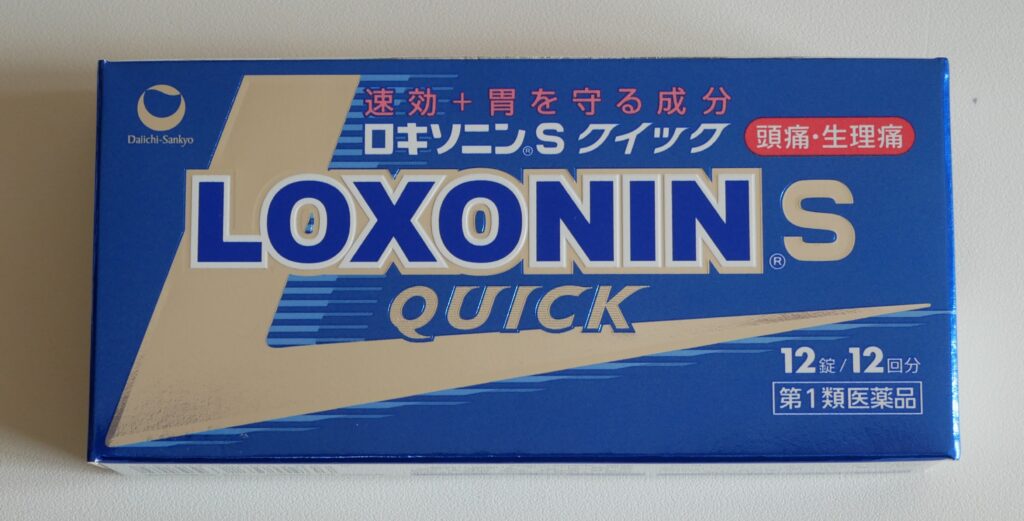 Daiichi-Sankyo
速効+胃を守る成分
ロキソニン®S クイック
頭痛・生理痛
LOXONIN®S
QUICK
12錠/12回分
第1類医薬品